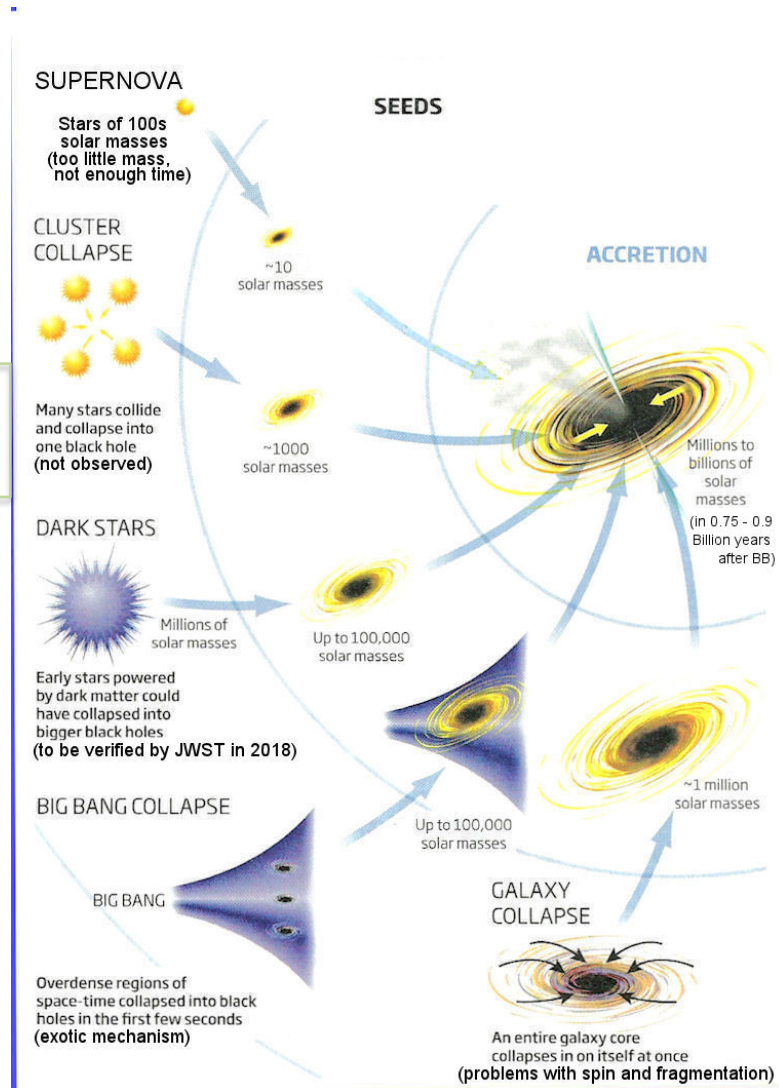 SUPERNOVA
Stars of 100s
solar masses
(too little mass,
not enough time)
SEEDS
~10
solar masses
CLUSTER
COLLAPSE
Many stars collide
and collapse into
one black hole
(not observed)
~1000
solar masses
ACCRETION
Millions to
billions of
solar
masses
(in 0.75 - 0.9
Billion years
after BB)
DARK STARS
Millions of
solar masses
Up to 100,000
solar masses
Early stars powered
by dark matter could
have collapsed into
bigger black holes
(to be verified by JWST in 2018)
BIG BANG COLLAPSE
BIG BANG
Up to 100,000
solar masses
Overdense regions of
space-time collapsed into black
holes in the first few seconds
(exotic mechanism)
~1 million
solar masses
GALAXY
COLLAPSE
An entire galaxy core
collapses in on itself at once
(problems with spin and fragmentation)